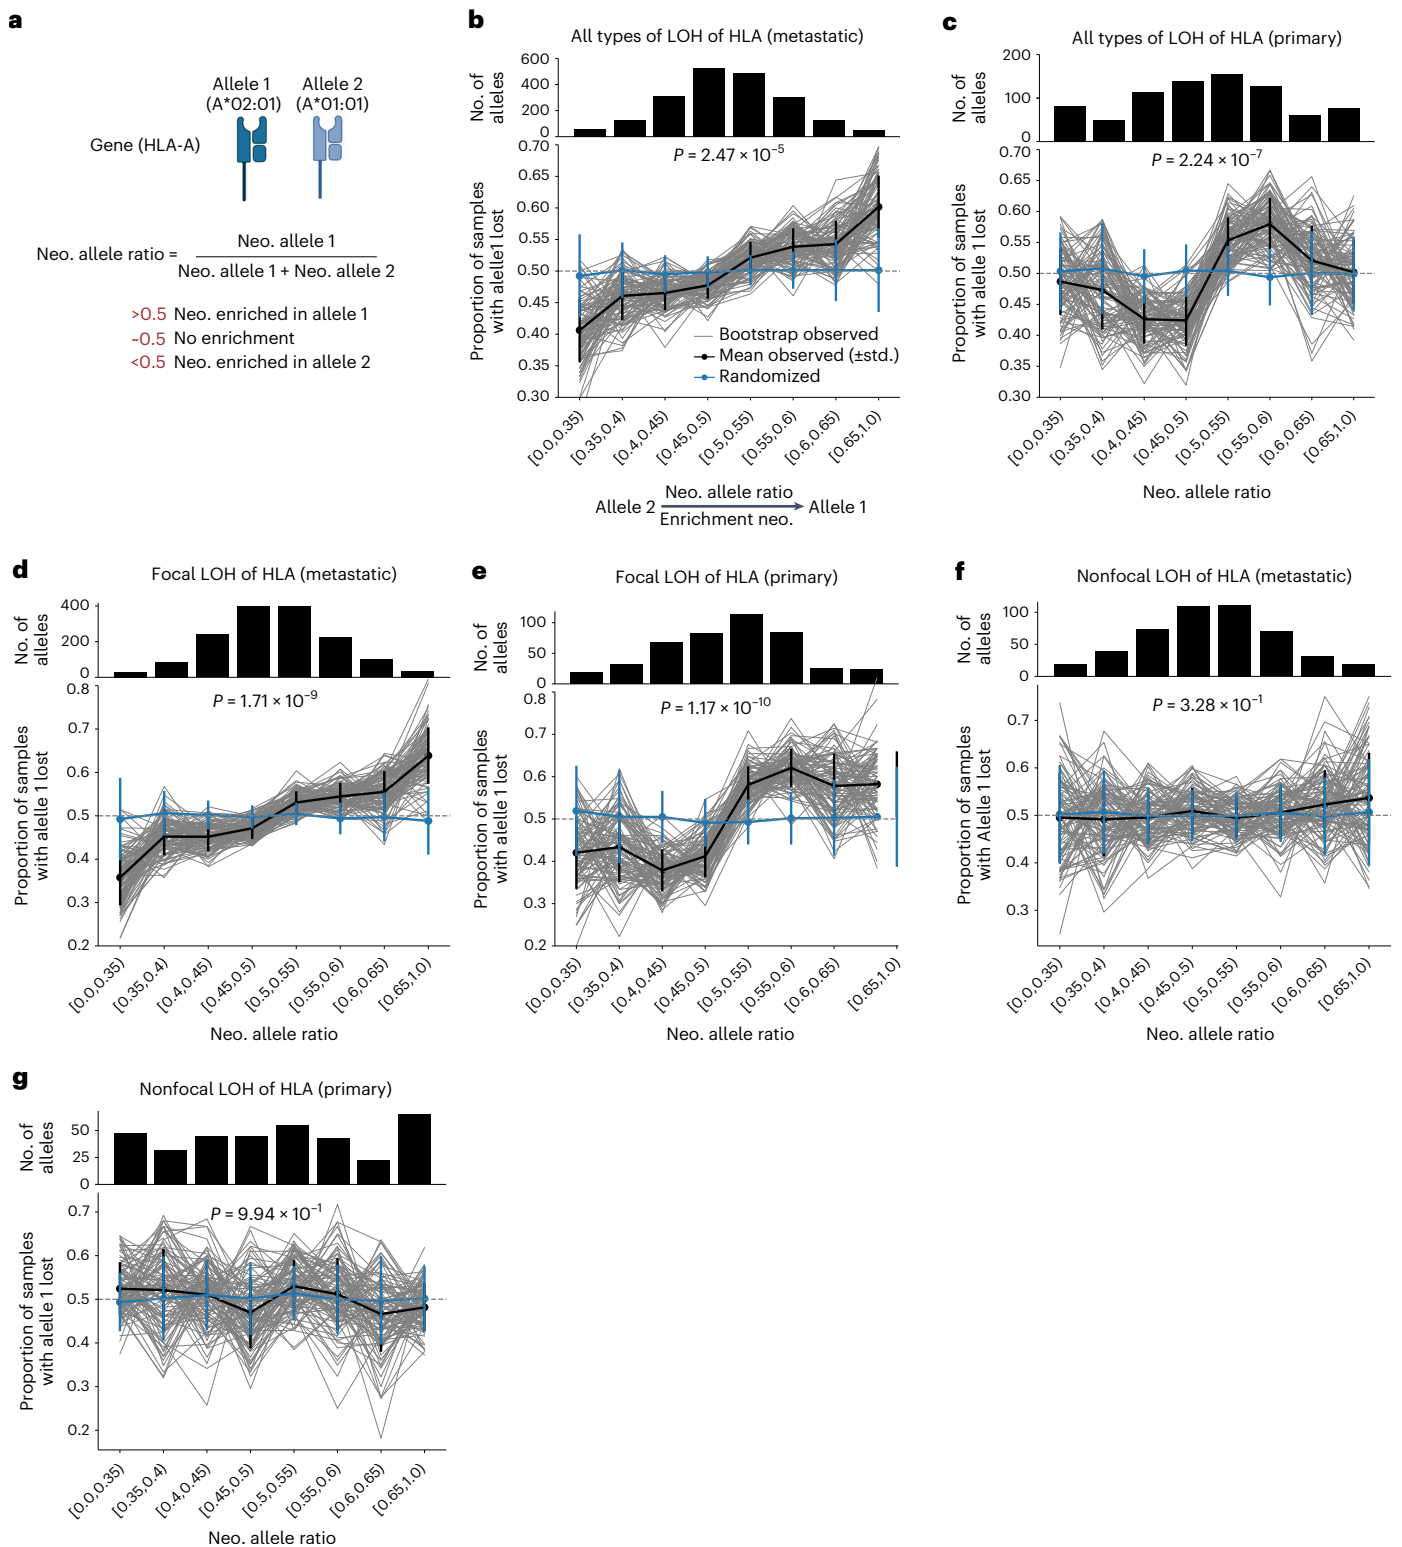 a
Allele 1
(A*02:01)
Allele 2
(A*01:01)
Gene (HLA-A)
Neo. allele ratio =
Neo. allele 1
Neo. allele 1 + Neo. allele 2
>0.5 Neo. enriched in allele 1
~0.5 No enrichment
<0.5 Neo. enriched in allele 2
b
All types of LOH of HLA (metastatic)
No. of
alleles
600
400
200
0
P = 2.47 × 10⁻⁵
Proportion of samples
with alelle1 lost
0.70
0.65
0.60
0.55
0.50
0.45
0.40
0.35
0.30
Bootstrap observed
Mean observed (±std.)
Randomized
[0.0,0.35)
[0.35,0.4)
[0.4,0.45)
[0.45,0.5)
[0.5,0.55)
[0.55,0.6)
[0.6,0.65)
[0.65,1.0)
Neo. allele ratio
Allele 2
Allele 1
Enrichment neo.
c
All types of LOH of HLA (primary)
No. of
alleles
200
100
0
P = 2.24 × 10⁻⁷
Proportion of samples
with alelle 1 lost
0.70
0.65
0.60
0.55
0.50
0.45
0.40
0.35
0.30
[0.0,0.35)
[0.35,0.4)
[0.4,0.45)
[0.45,0.5)
[0.5,0.55)
[0.55,0.6)
[0.6,0.65)
[0.65,1.0)
Neo. allele ratio
d
Focal LOH of HLA (metastatic)
No. of
alleles
400
200
0
P = 1.71 × 10⁻⁹
Proportion of samples
with alelle 1 lost
0.8
0.7
0.6
0.5
0.4
0.3
0.2
[0.0,0.35)
[0.35,0.4)
[0.4,0.45)
[0.45,0.5)
[0.5,0.55)
[0.55,0.6)
[0.6,0.65)
[0.65,1.0)
Neo. allele ratio
e
Focal LOH of HLA (primary)
No. of
alleles
100
50
0
P = 1.17 × 10⁻¹⁰
Proportion of samples
with alelle 1 lost
0.8
0.7
0.6
0.5
0.4
0.3
0.2
[0.0,0.35)
[0.35,0.4)
[0.4,0.45)
[0.45,0.5)
[0.5,0.55)
[0.55,0.6)
[0.6,0.65)
[0.65,1.0)
Neo. allele ratio
f
Nonfocal LOH of HLA (metastatic)
No. of
alleles
100
50
0
P = 3.28 × 10⁻¹
Proportion of samples
with Alelle 1 lost
0.7
0.6
0.5
0.4
0.3
[0.0,0.35)
[0.35,0.4)
[0.4,0.45)
[0.45,0.5)
[0.5,0.55)
[0.55,0.6)
[0.6,0.65)
[0.65,1.0)
Neo. allele ratio
g
Nonfocal LOH of HLA (primary)
No. of
alleles
50
25
0
P = 9.94 × 10⁻¹
Proportion of samples
with alelle 1 lost
0.7
0.6
0.5
0.4
0.3
0.2
[0.0,0.35)
[0.35,0.4)
[0.4,0.45)
[0.45,0.5)
[0.5,0.55)
[0.55,0.6)
[0.6,0.65)
[0.65,1.0)
Neo. allele ratio